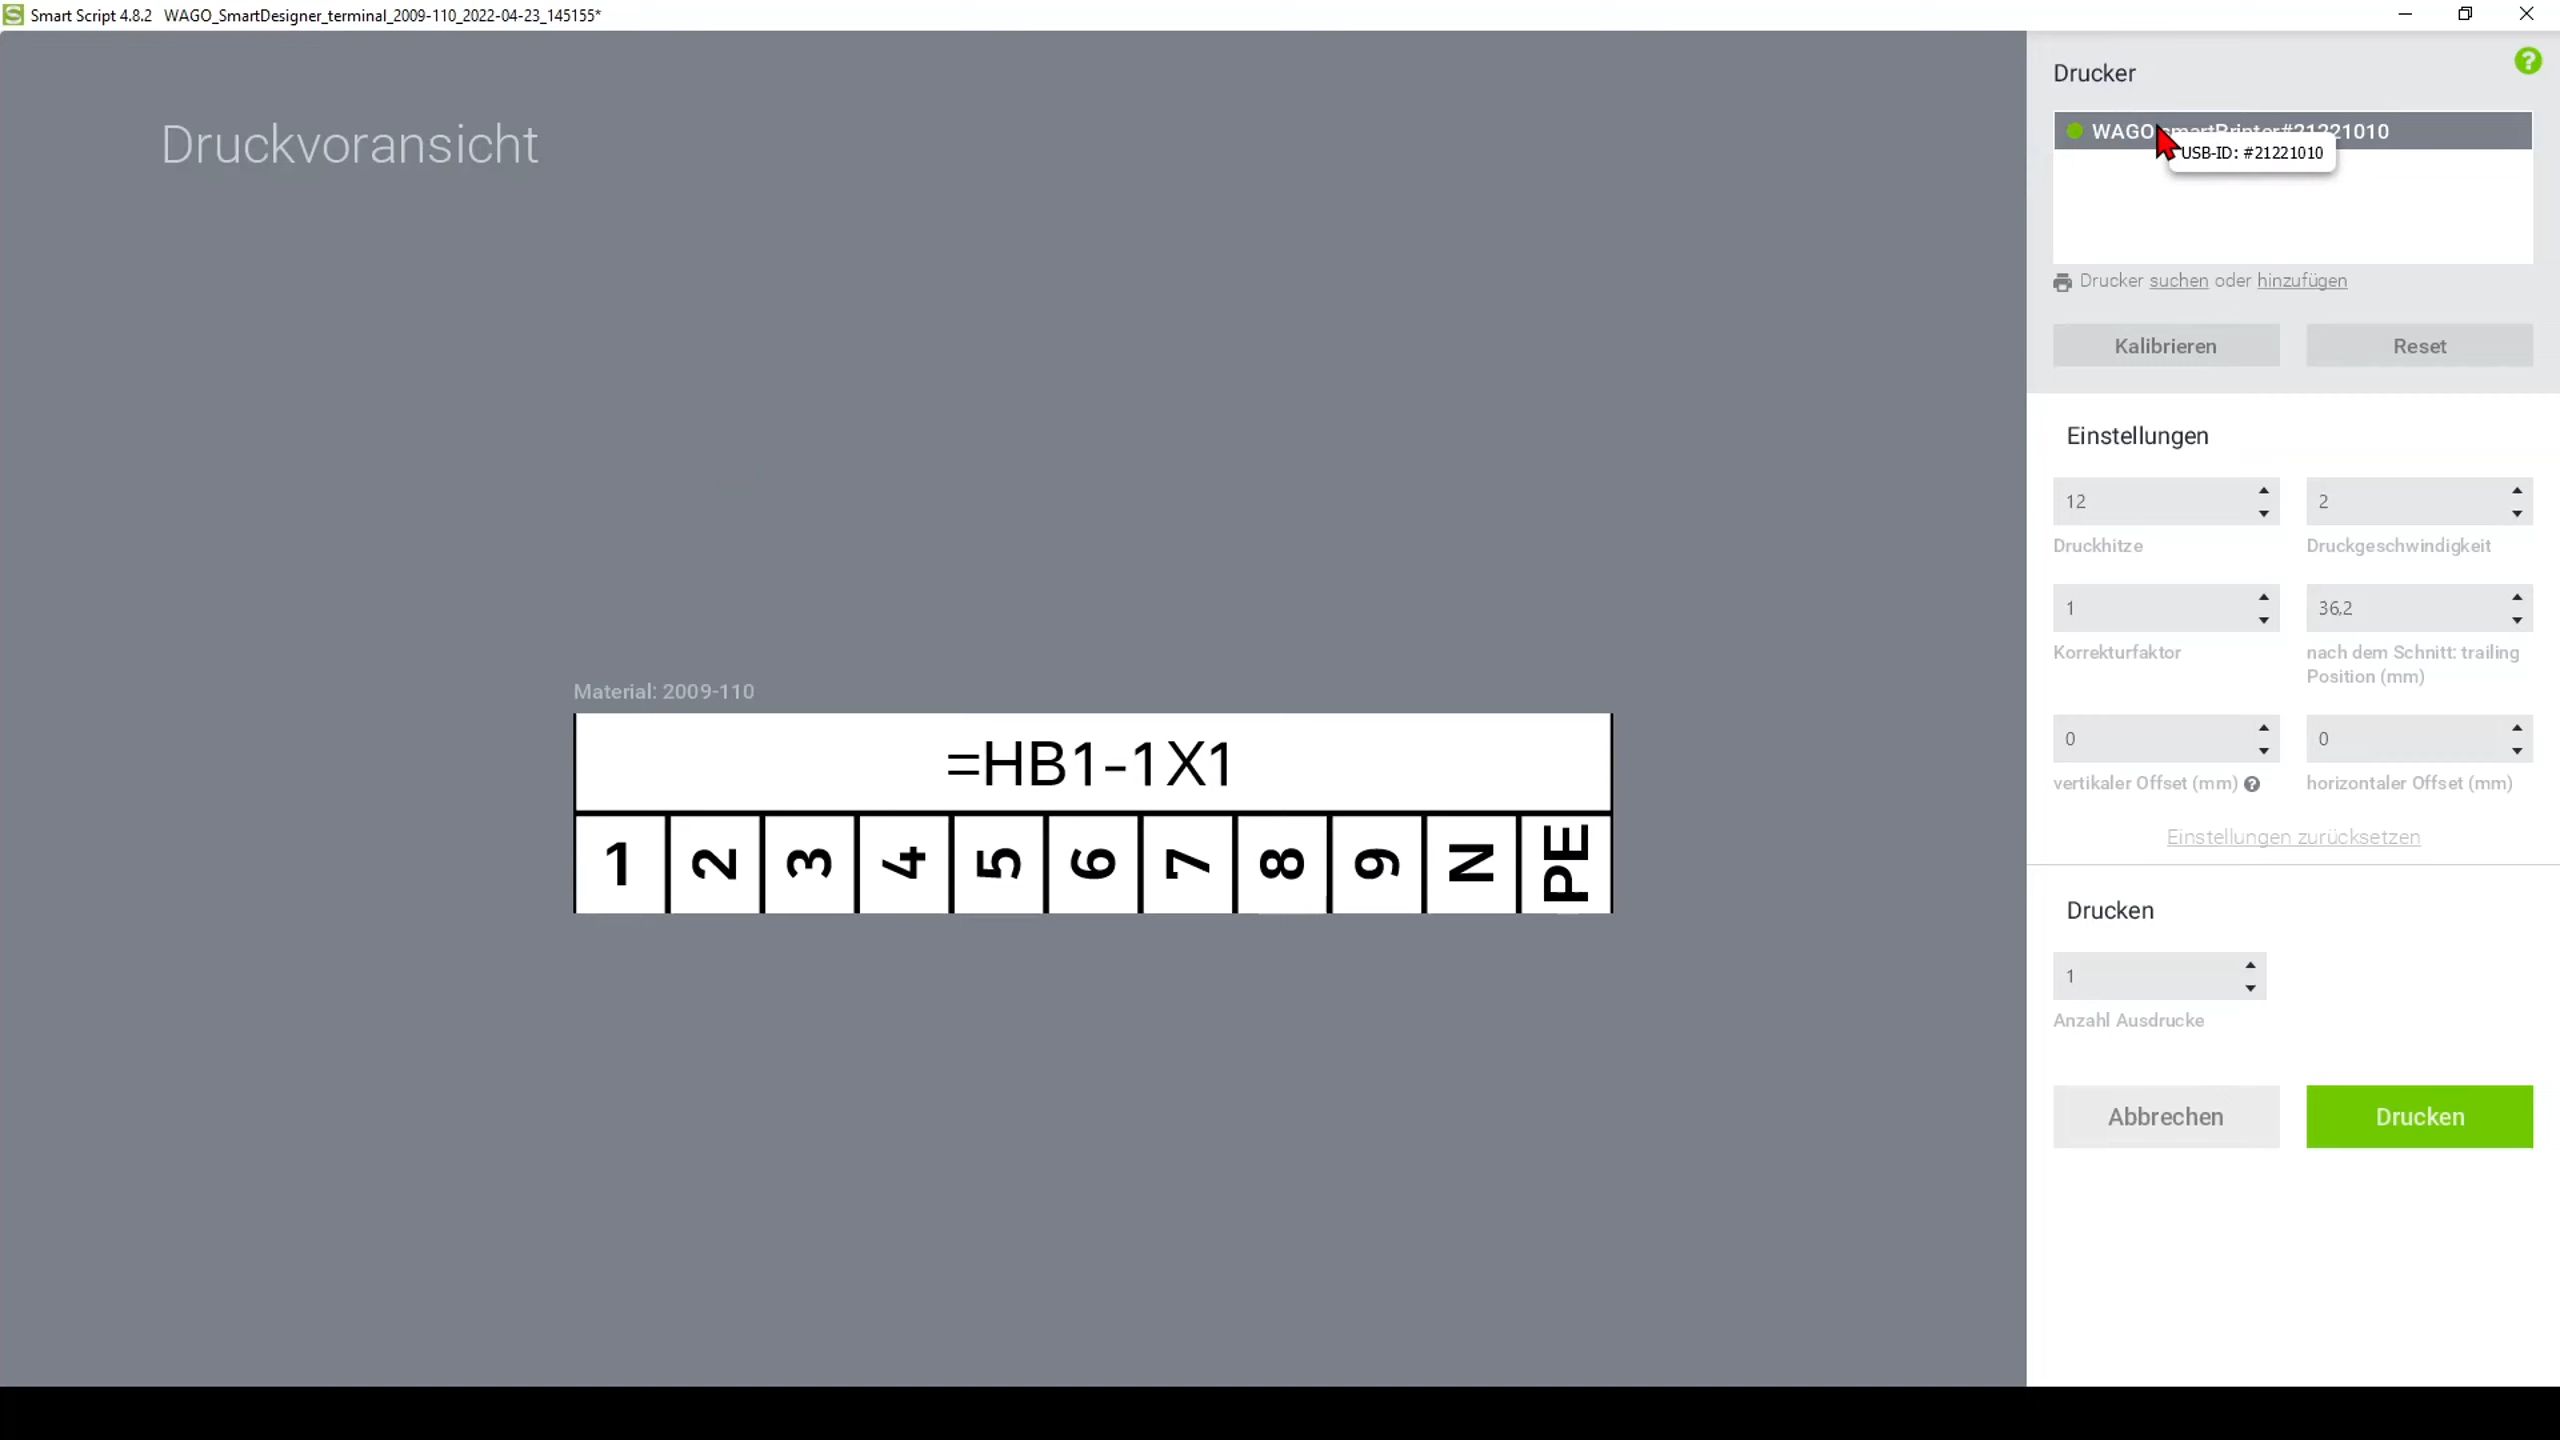 Smart Script 4.8.2 WAGO_SmartDesigner_terminal_2009-110_2022-04-23_145155*
Druckvoransicht
Material: 2009-110
=HB1-1X1
1 2 3 4 5 6 7 8 9 N PE
Drucker
WAGO smartPrinter#21221010
USB-ID: #21221010
Drucker suchen oder hinzufügen
Kalibrieren Reset
Einstellungen
12 2
Druckhitze Druckgeschwindigkeit
1 36,2
Korrekturfaktor nach dem Schnitt: trailing
Position (mm)
0 0
vertikaler Offset (mm) ? horizontaler Offset (mm)
Einstellungen zurücksetzen
Drucken
1
Anzahl Ausdrucke
Abbrechen Drucken